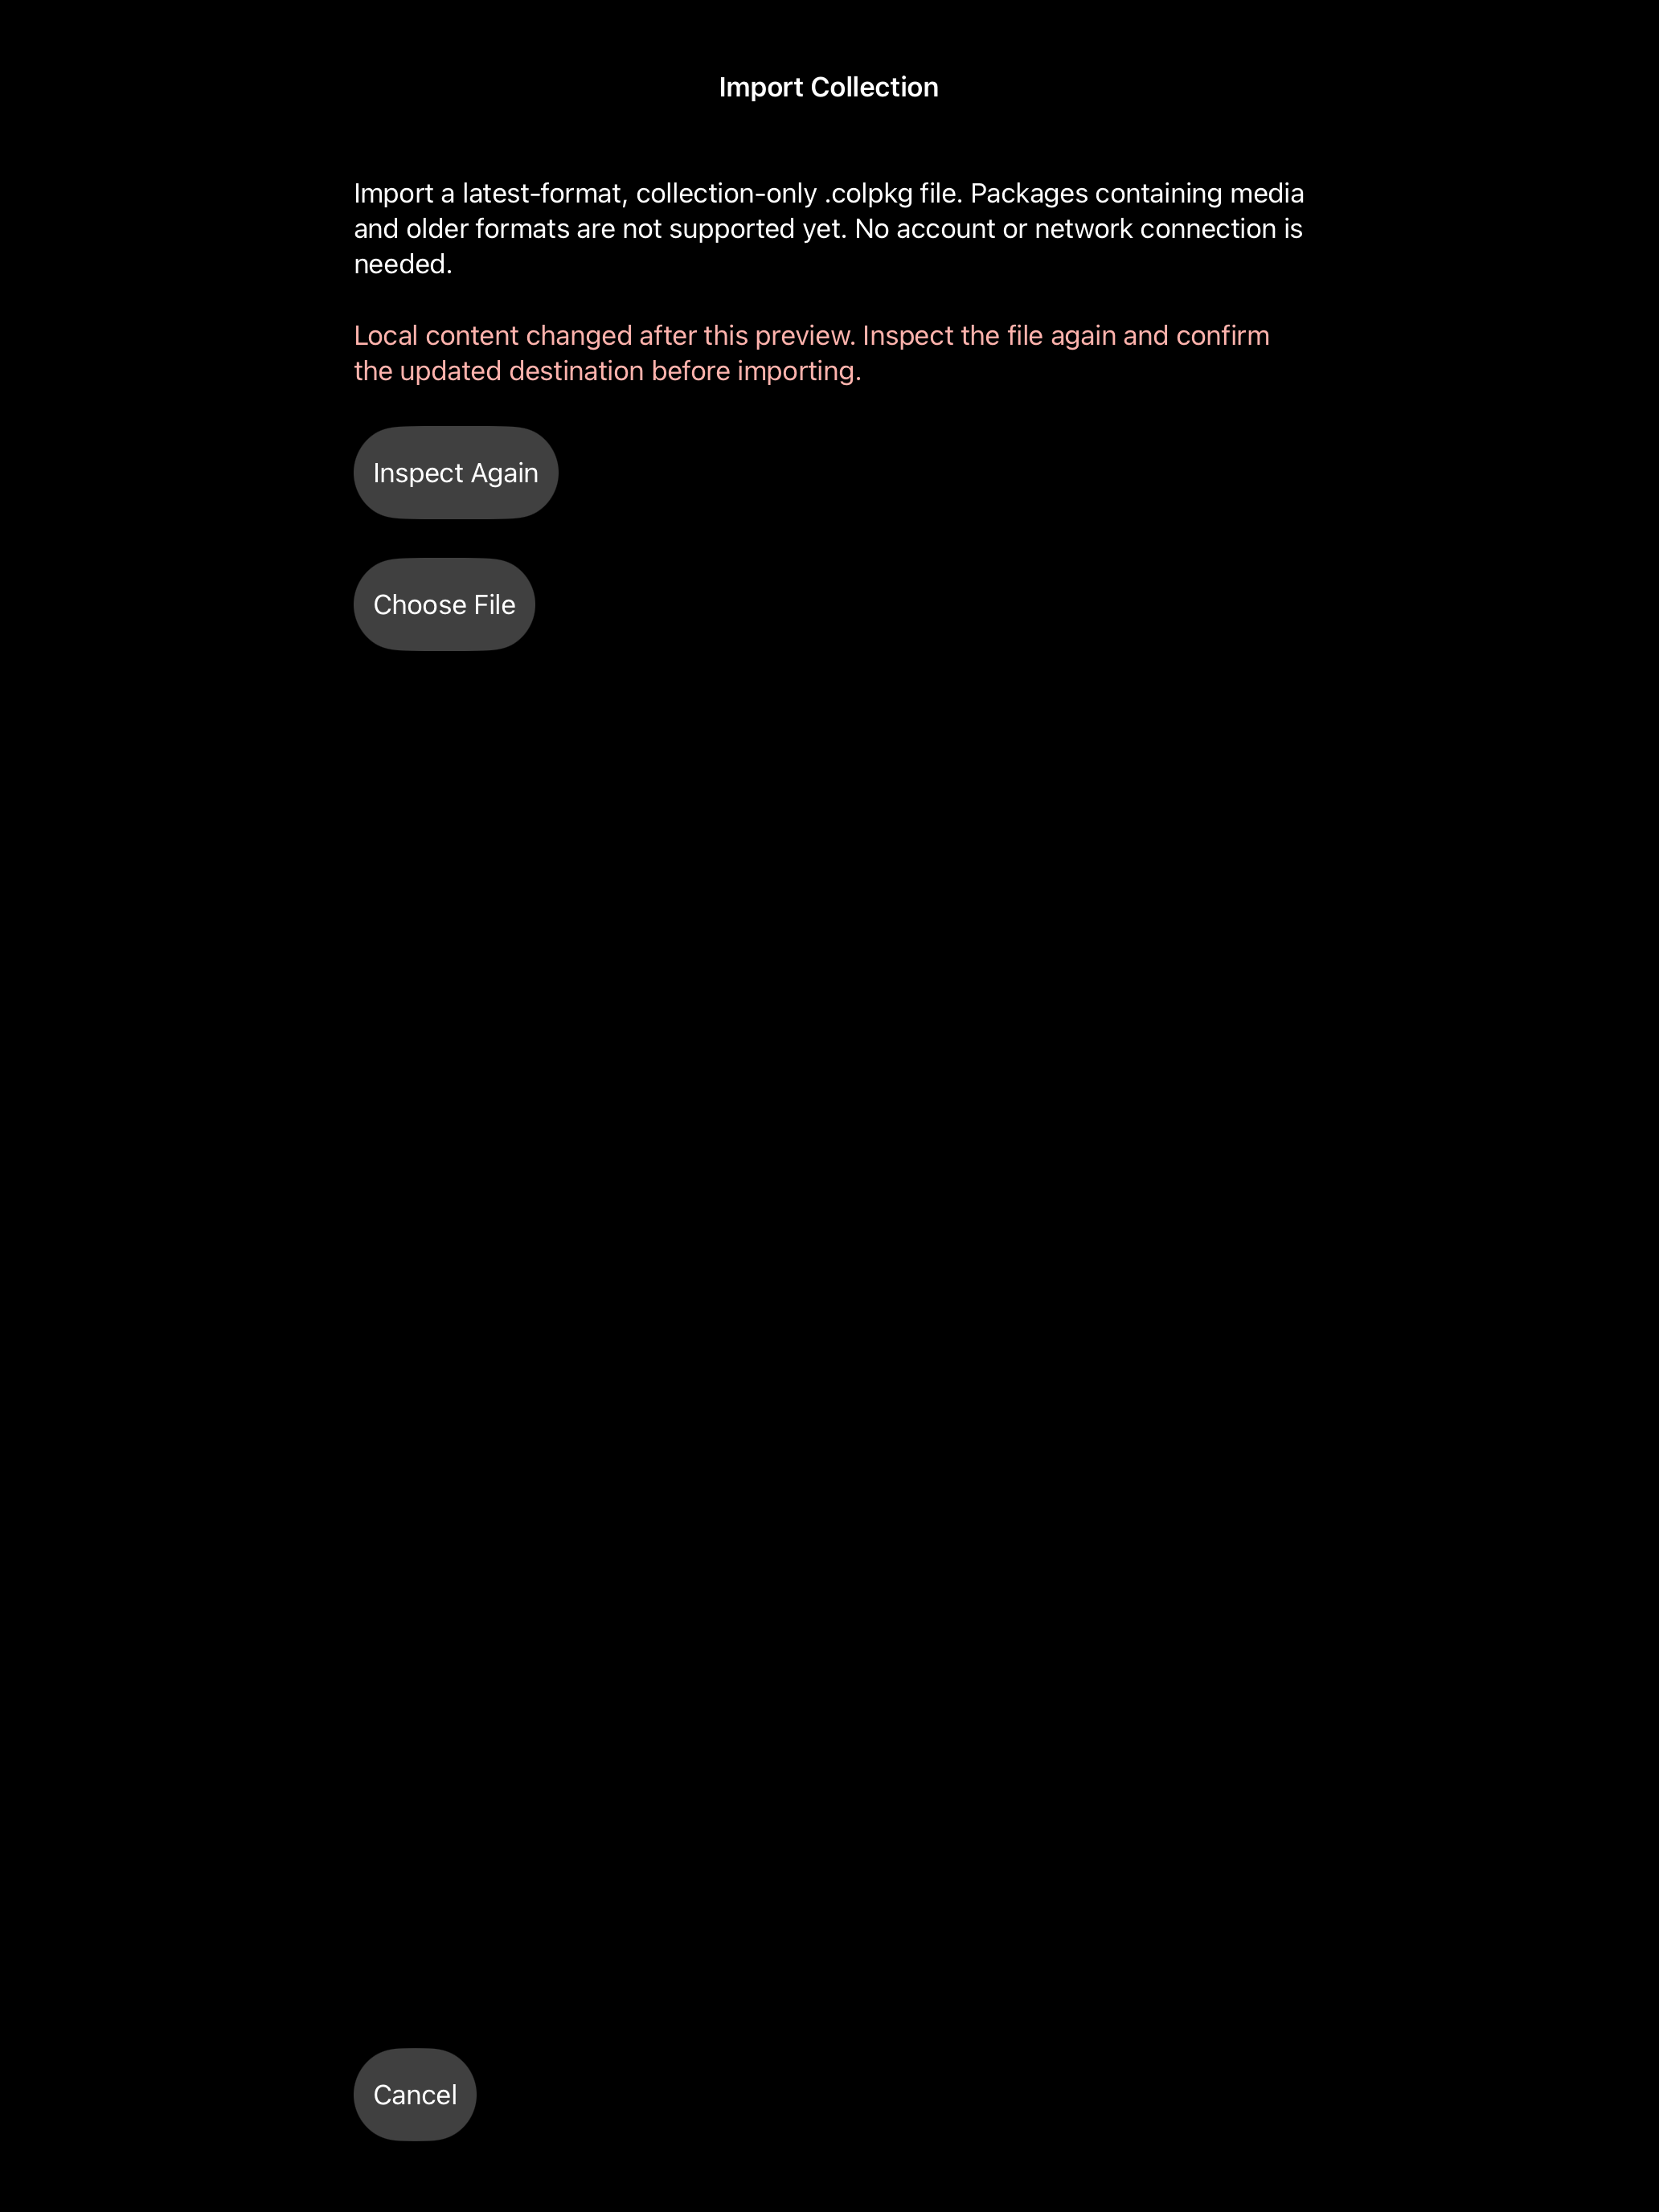 Import Collection
Import a latest-format, collection-only .colpkg file. Packages containing media
and older formats are not supported yet. No account or network connection is
needed.
Local content changed after this preview. Inspect the file again and confirm
the updated destination before importing.
Inspect Again
Choose File
Cancel